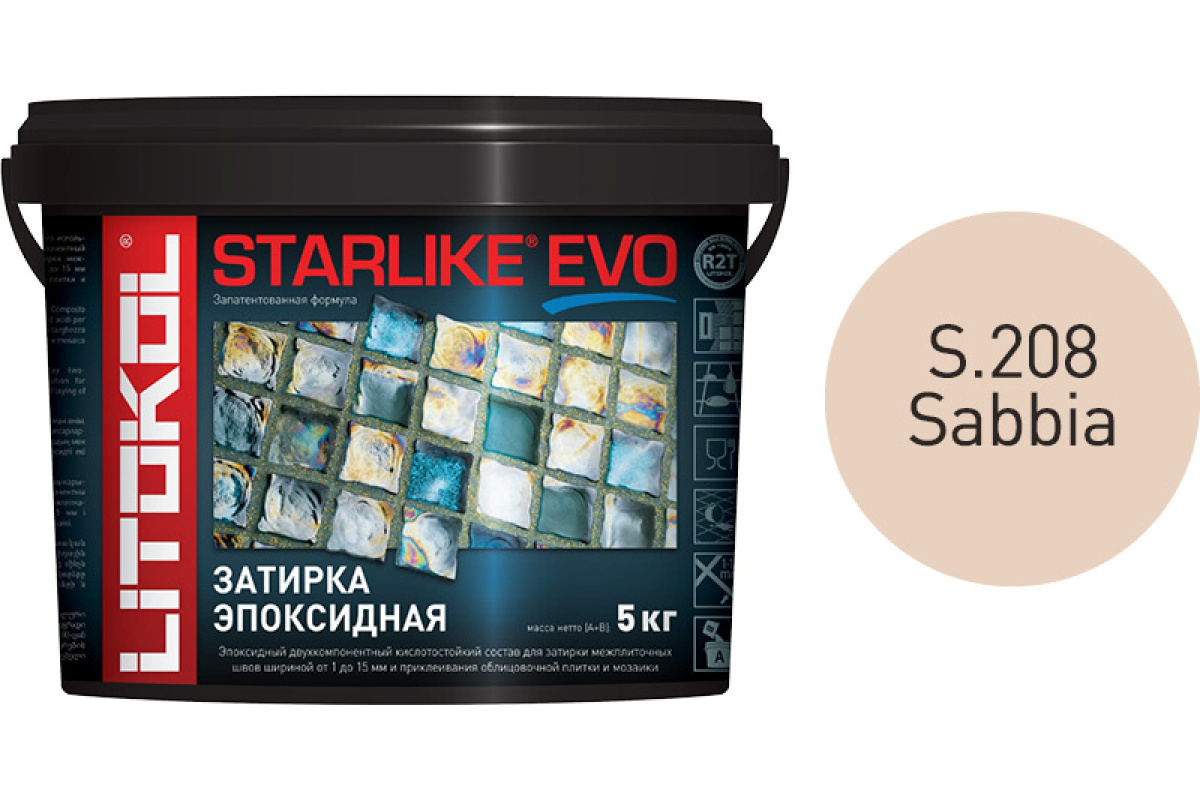 LITOKOL®
STARLIKE® EVO
Запатентованная формула
R2T
ЗАТИРКА
ЭПОКСИДНАЯ
масса нетто (A+B) 5 кг
Эпоксидный двухкомпонентный кислотостойкий состав для затирки межплиточных
швов шириной от 1 до 15 мм и приклеивания облицовочной плитки и мозаики
A
S.208
Sabbia